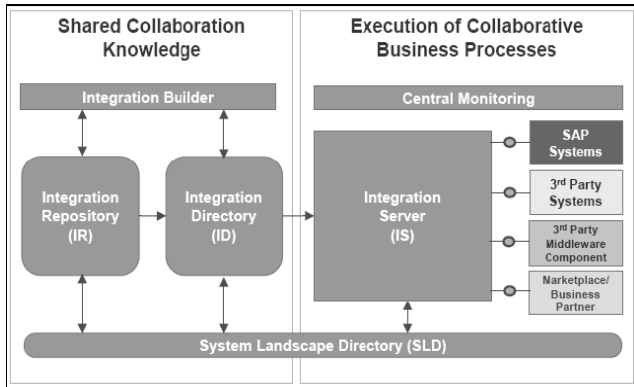 Shared Collaboration
Knowledge
Execution of Collaborative
Business Processes
Integration Builder
Central Monitoring
Integration
Repository
(IR)
Integration
Directory
(ID)
Integration
Server
(IS)
SAP
Systems
3rd Party
Systems
3rd Party
Middleware
Component
Marketplace/
Business
Partner
System Landscape Directory (SLD)